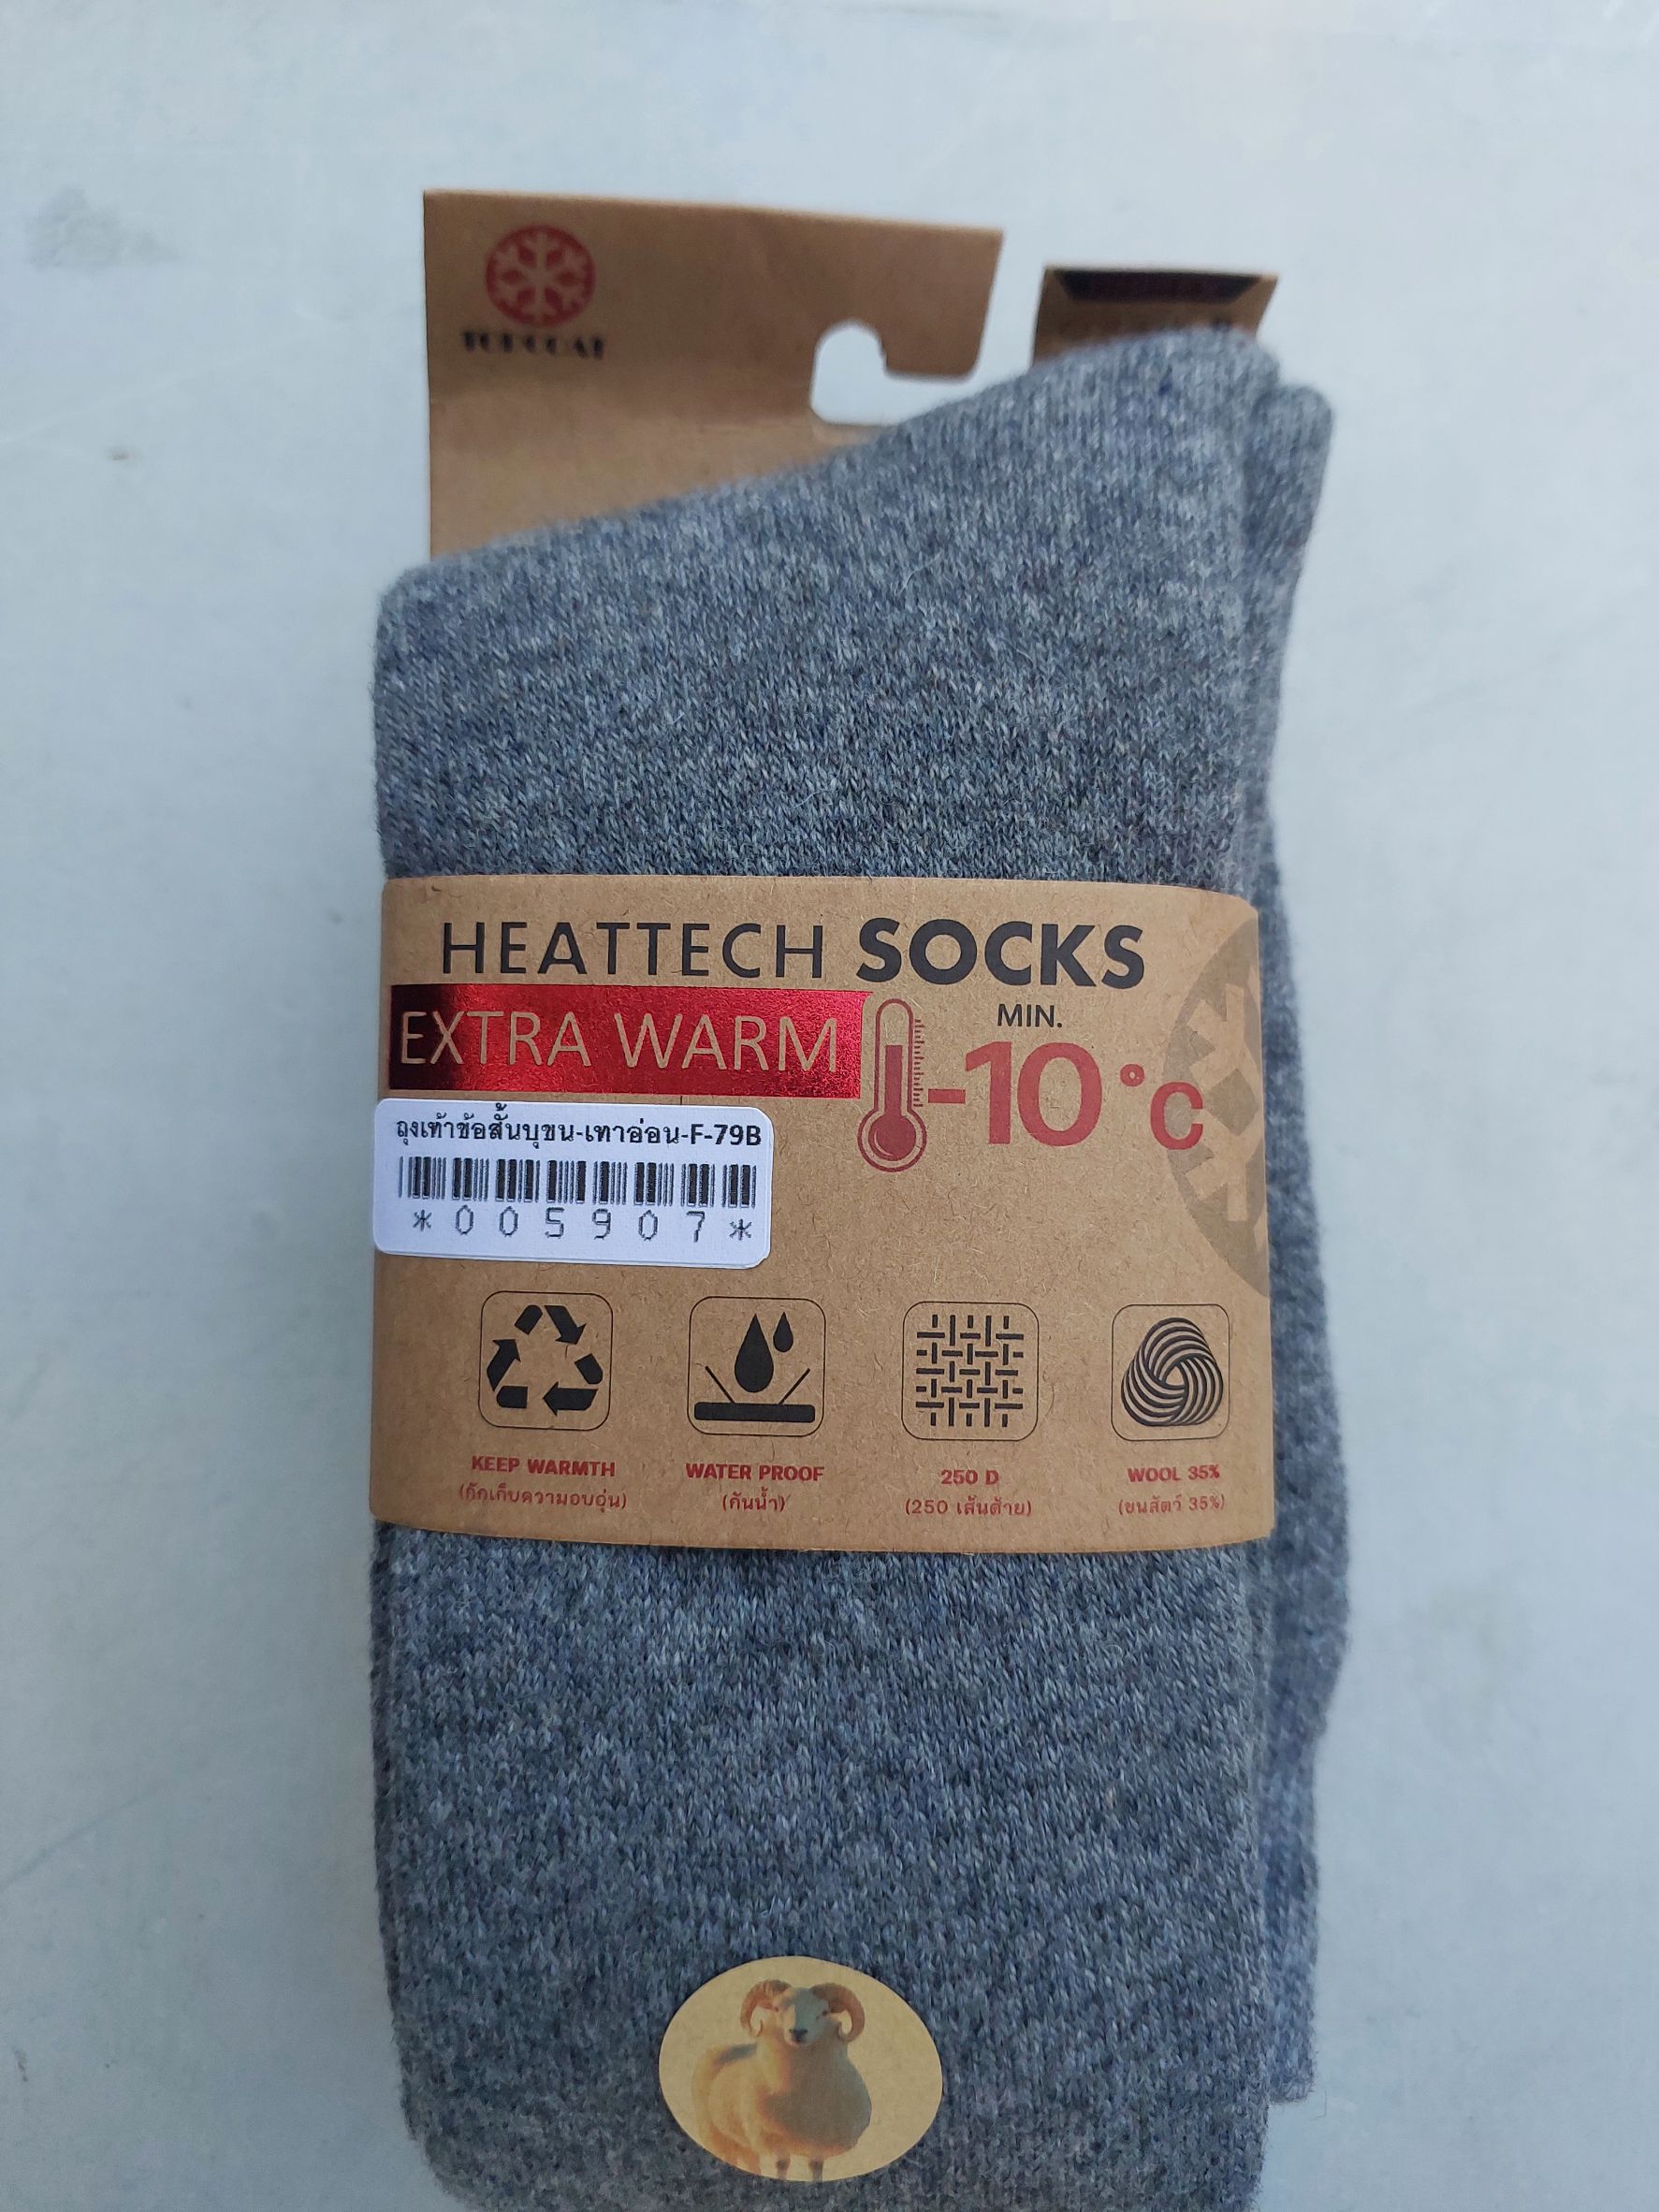 TOPCOAT
HEATTECH SOCKS
EXTRA WARM
MIN.
-10°C
ถุงเท้าข้อสั้นบุขน-เทาอ่อน-F-79B
*005907*
KEEP WARMTH
(กักเก็บความอบอุ่น)
WATER PROOF
(กันน้ำ)
250 D
(250 เส้นด้าย)
WOOL 35%
(ขนสัตว์ 35%)